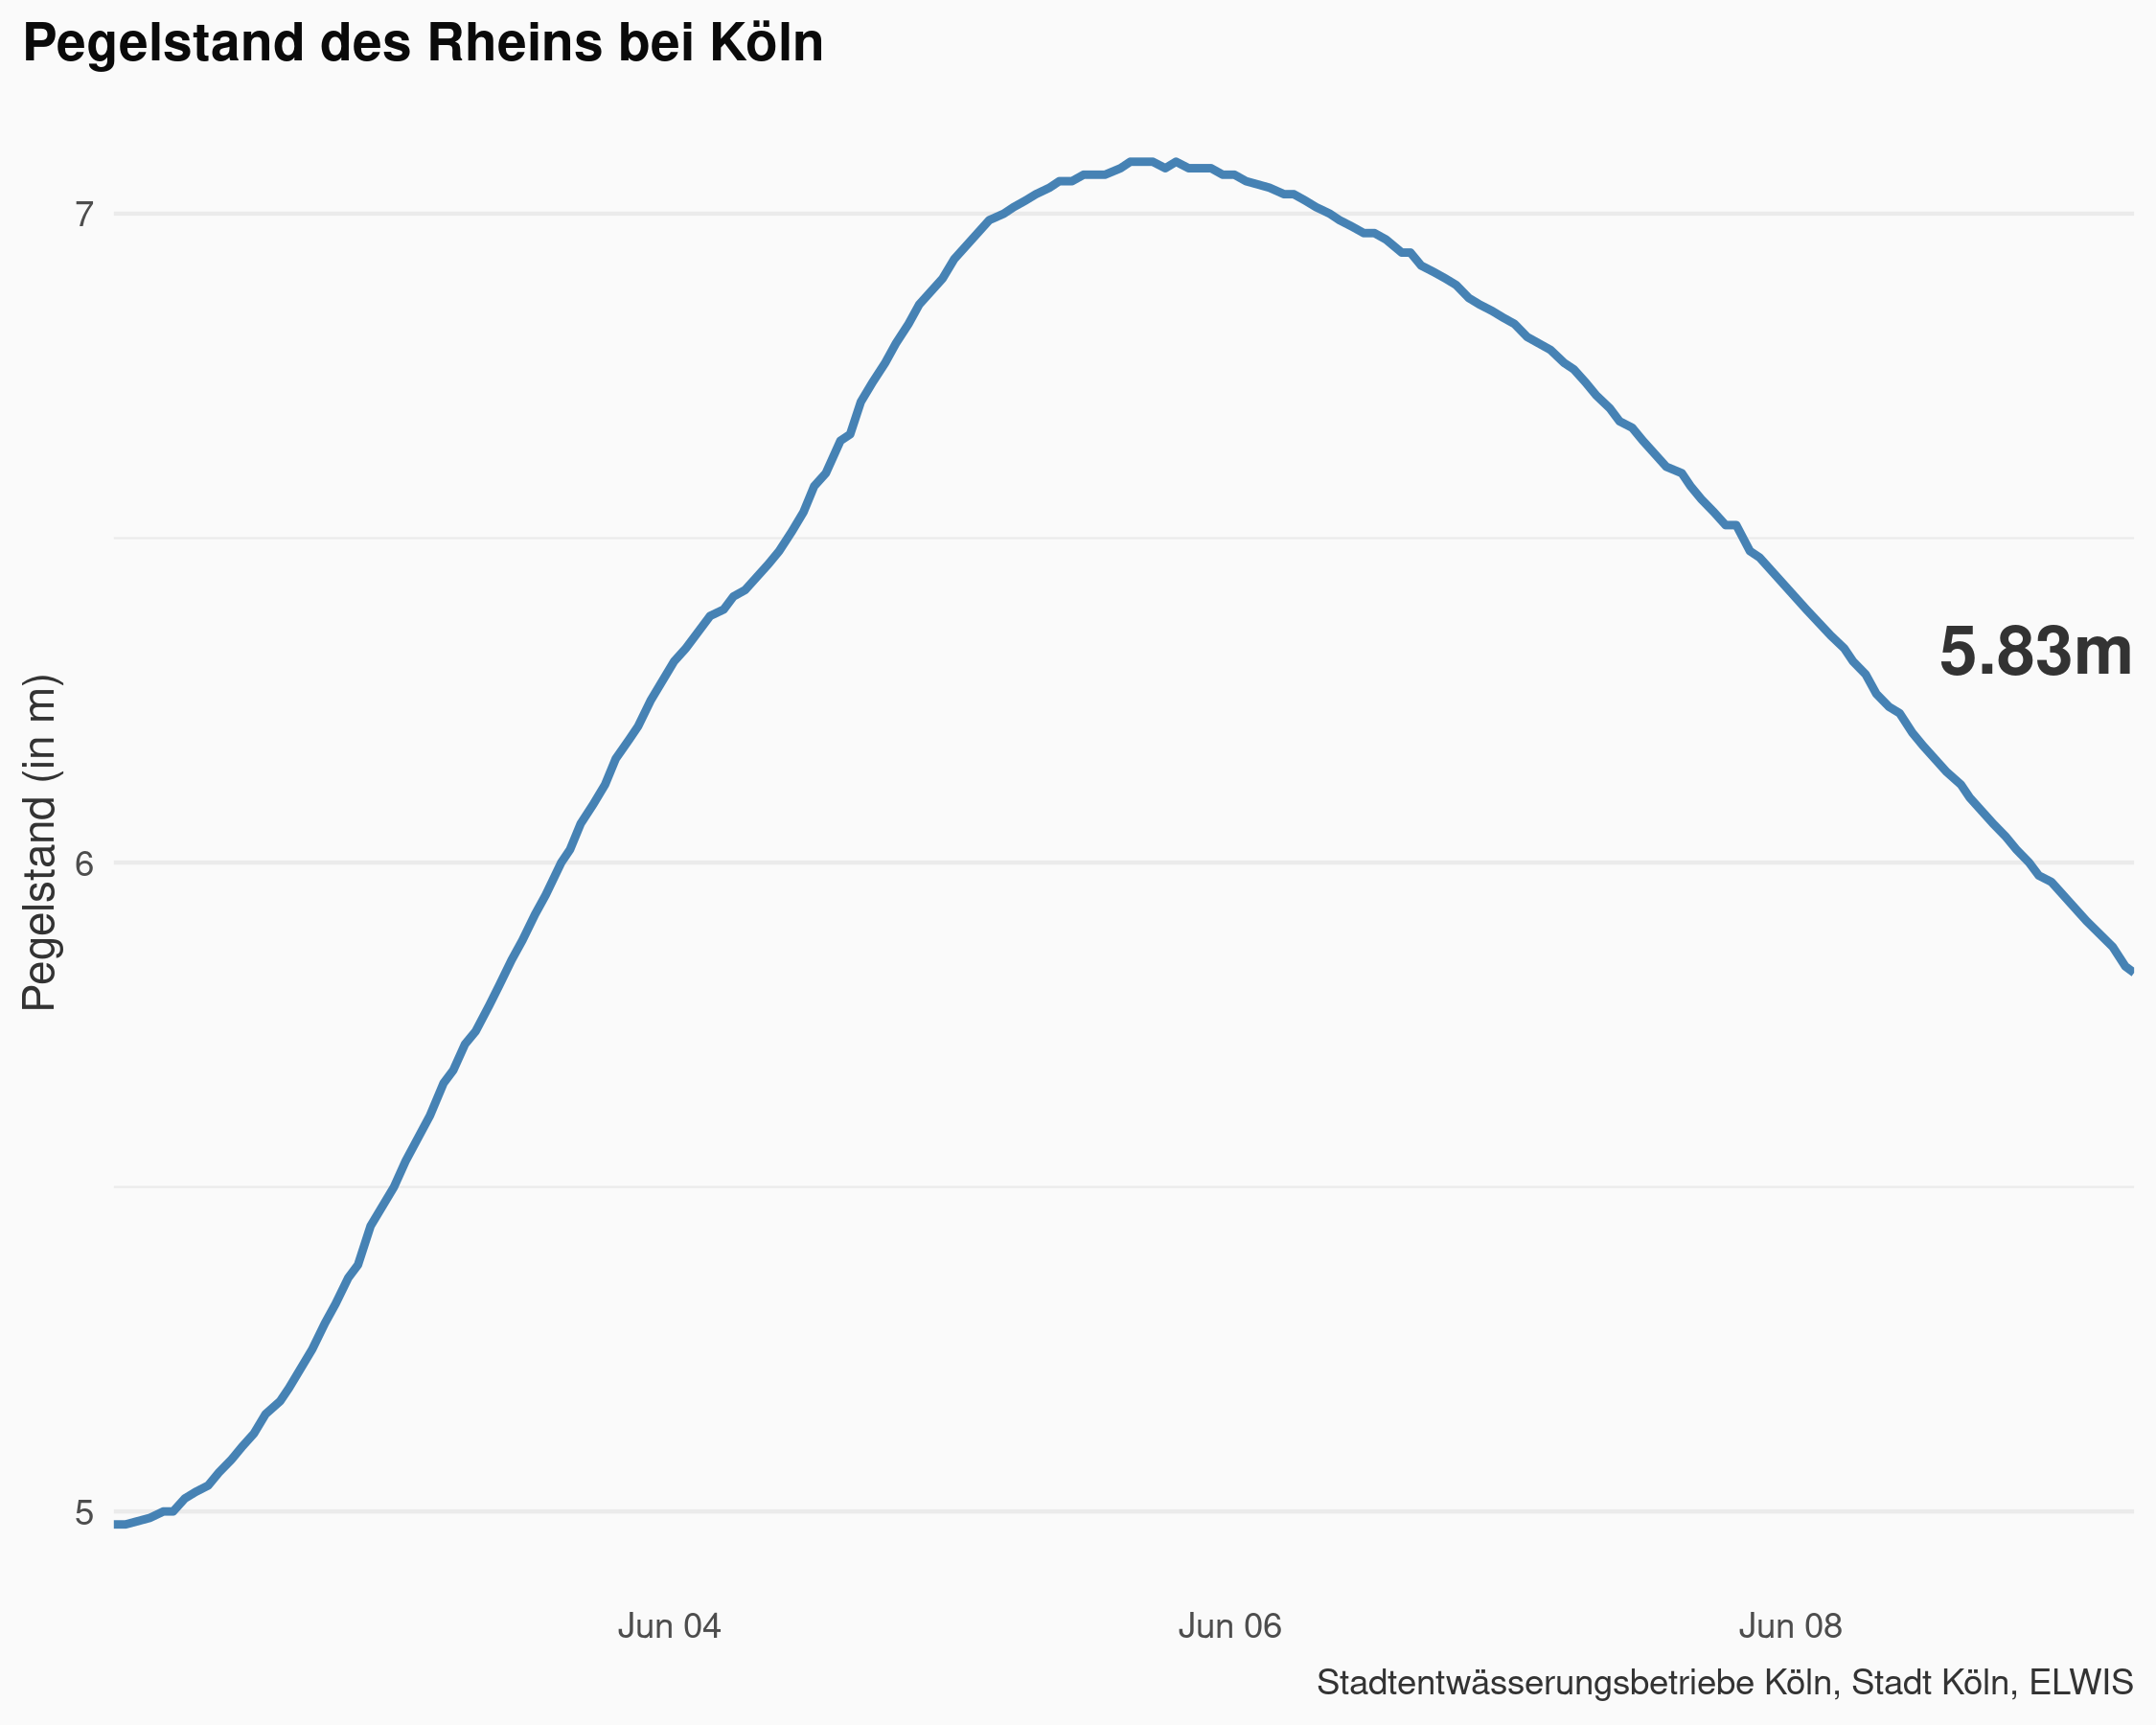 Pegelstand des Rheins bei Köln
Pegelstand (in m)
7
6
5
5.83m
Jun 04 Jun 06 Jun 08
Stadtentwässerungsbetriebe Köln, Stadt Köln, ELWIS